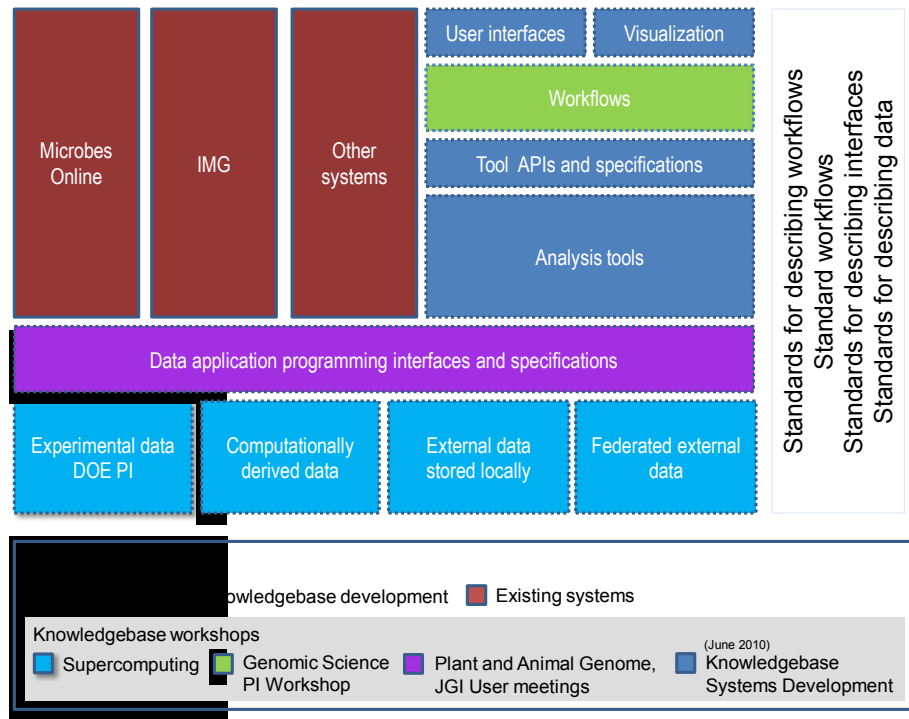 User interfaces
Visualization
Workflows
Microbes
Online
IMG
Other
systems
Tool APIs and specifications
Analysis tools
Data application programming interfaces and specifications
Experimental data
DOE PI
Computationally
derived data
External data
stored locally
Federated external
data
Standards for describing workflows
Standard workflows
Standards for describing interfaces
Standards for describing data
owledgebase development
Existing systems
Knowledgebase workshops
Supercomputing
Genomic Science
PI Workshop
Plant and Animal Genome,
JGI User meetings
(June 2010)
Knowledgebase
Systems Development